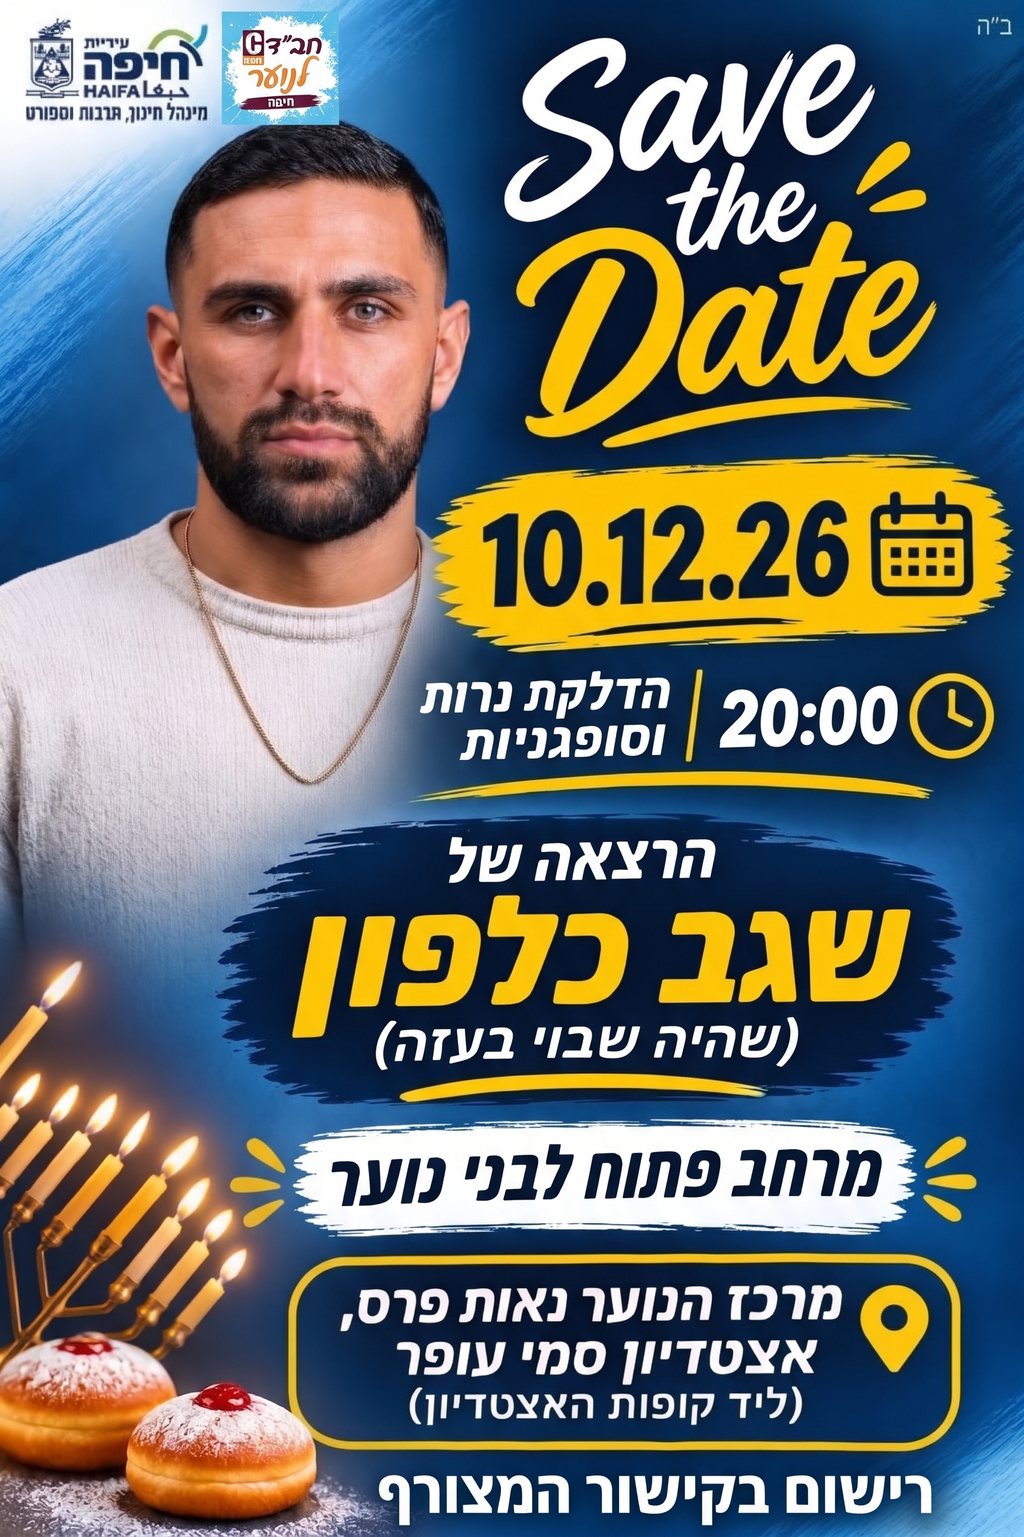 ב"ה
עיריית
חיפה
HAIFA حيفا
מינהל חינוך, תרבות וספורט
חב"ד
לנוער
חיפה
Save
the
Date
10.12.26
20:00 | הדלקת נרות
וסופגניות
הרצאה של
שגב כלפון
(שהיה שבוי בעזה)
מרחב פתוח לבני נוער
מרכז הנוער נאות פרס,
אצטדיון סמי עופר
(ליד קופות האצטדיון)
רישום בקישור המצורף